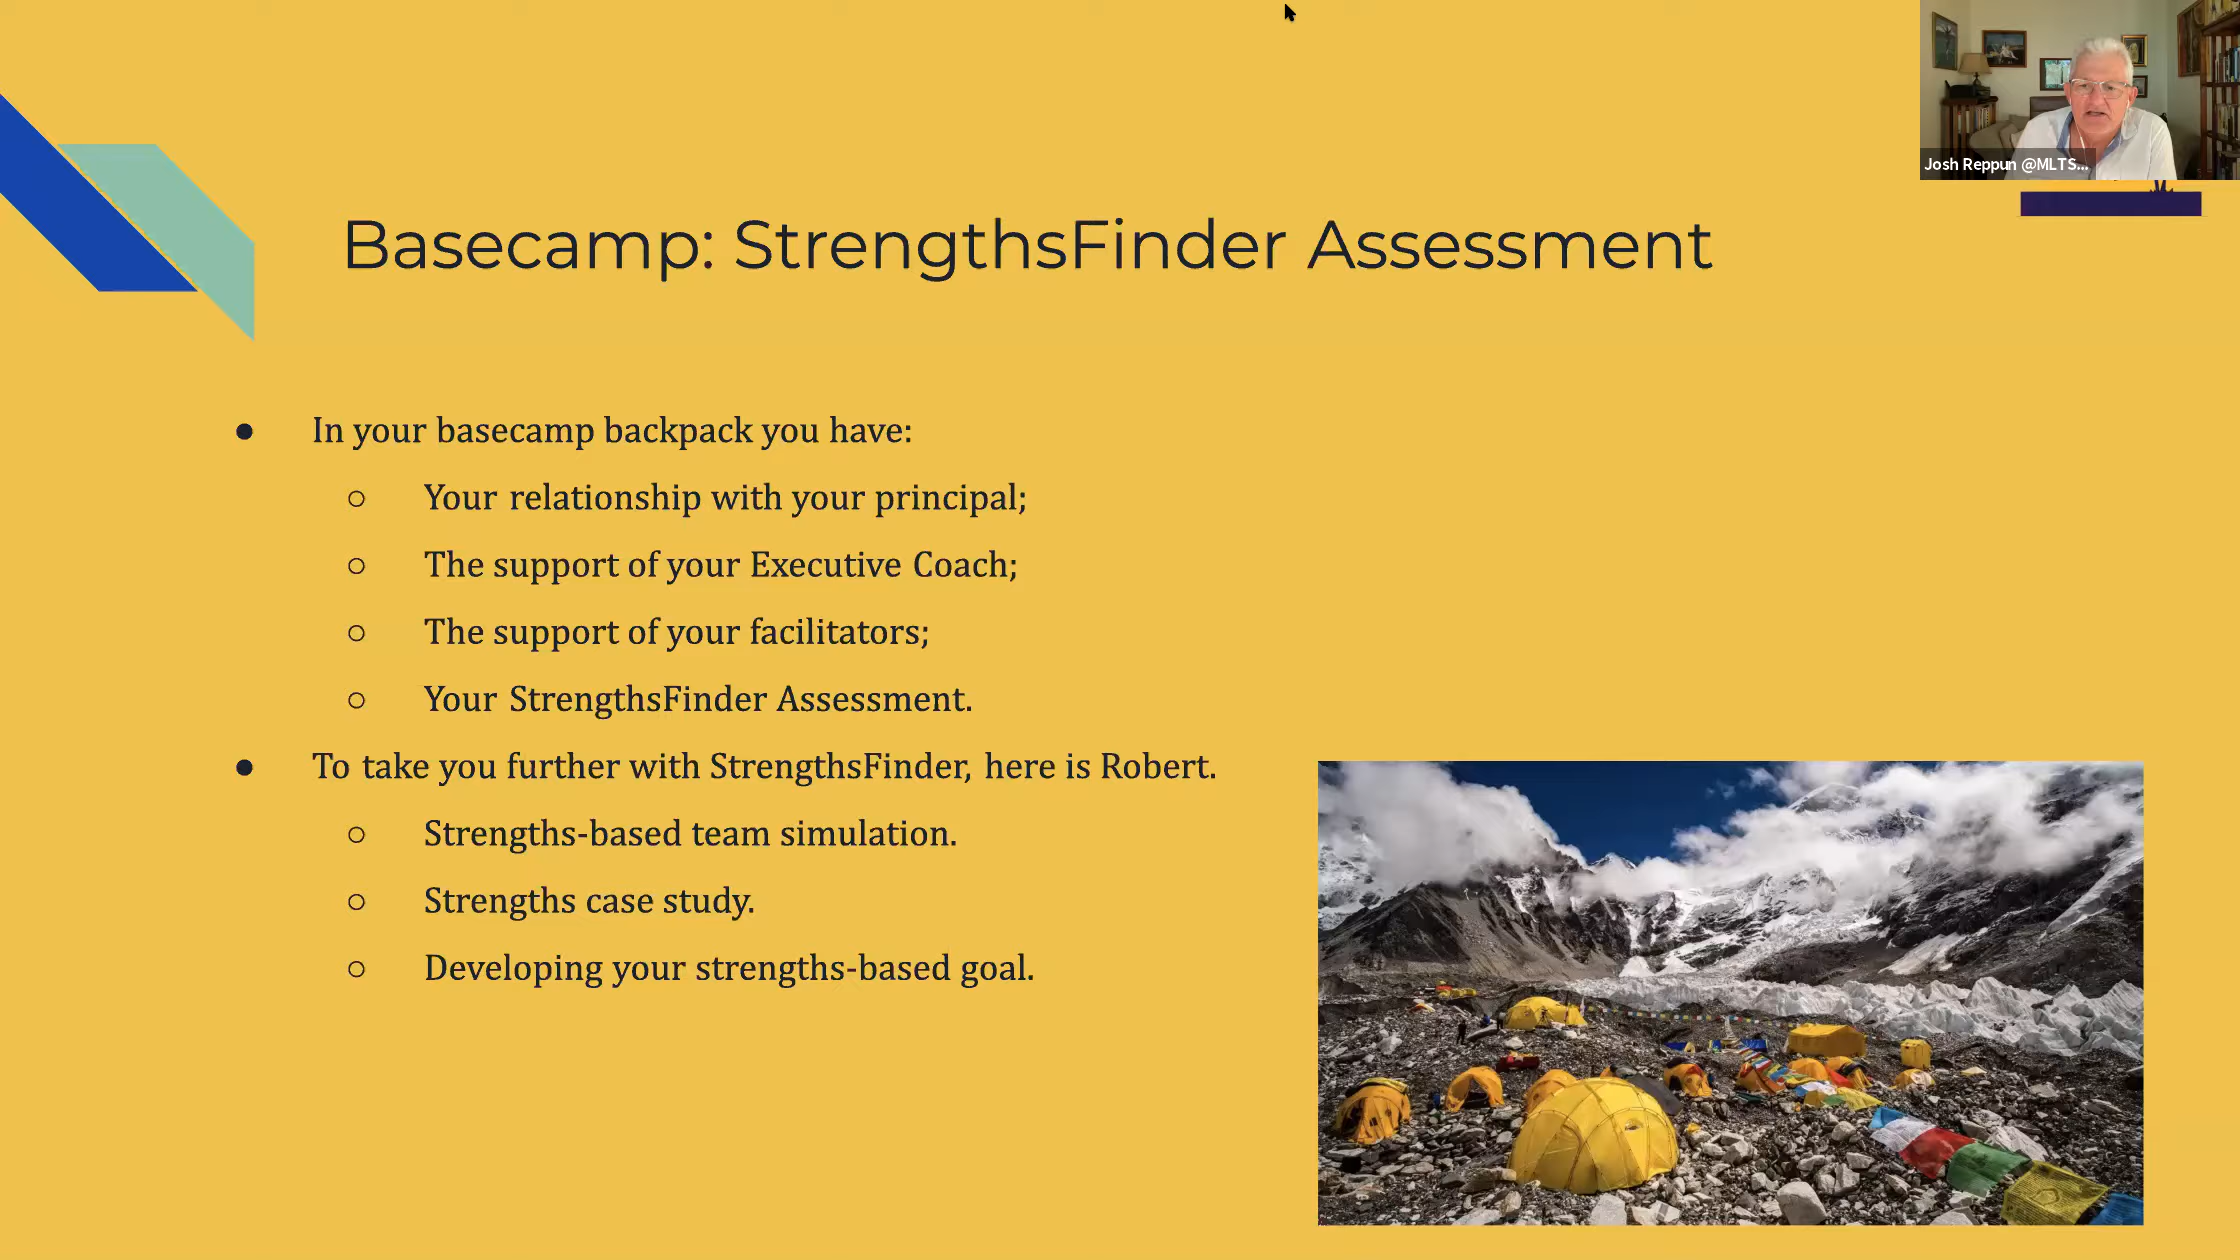 Josh Reppun @MLTS...
Basecamp: StrengthsFinder Assessment
● In your basecamp backpack you have:
○ Your relationship with your principal;
○ The support of your Executive Coach;
○ The support of your facilitators;
○ Your StrengthsFinder Assessment.
● To take you further with StrengthsFinder, here is Robert.
○ Strengths-based team simulation.
○ Strengths case study.
○ Developing your strengths-based goal.